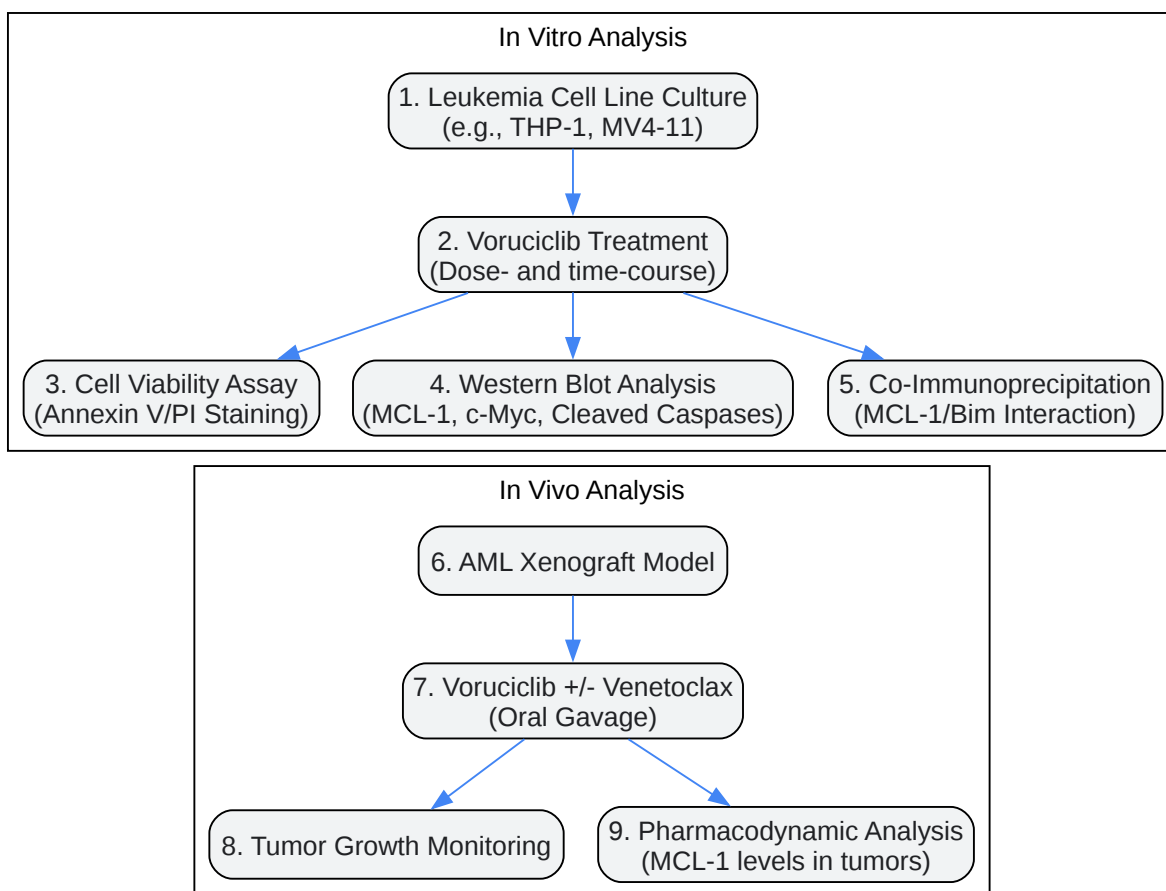 In Vitro Analysis
1. Leukemia Cell Line Culture
(e.g., THP-1, MV4-11)
2. Voruciclib Treatment
(Dose- and time-course)
3. Cell Viability Assay
(Annexin V/PI Staining)
4. Western Blot Analysis
(MCL-1, c-Myc, Cleaved Caspases)
5. Co-Immunoprecipitation
(MCL-1/Bim Interaction)
In Vivo Analysis
6. AML Xenograft Model
7. Voruciclib +/- Venetoclax
(Oral Gavage)
8. Tumor Growth Monitoring
9. Pharmacodynamic Analysis
(MCL-1 levels in tumors)